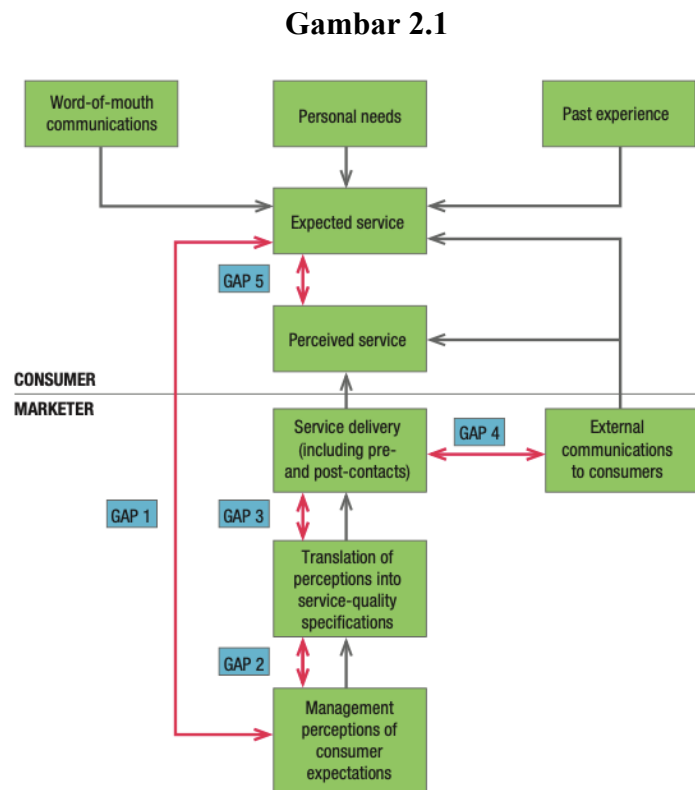 Gambar 2.1
Word-of-mouth
communications
Personal needs
Past experience
Expected service
GAP 5
Perceived service
CONSUMER
MARKETER
Service delivery
(including pre-
and post-contacts)
GAP 4
External
communications
to consumers
GAP 1
GAP 3
Translation of
perceptions into
service-quality
specifications
GAP 2
Management
perceptions of
consumer
expectations